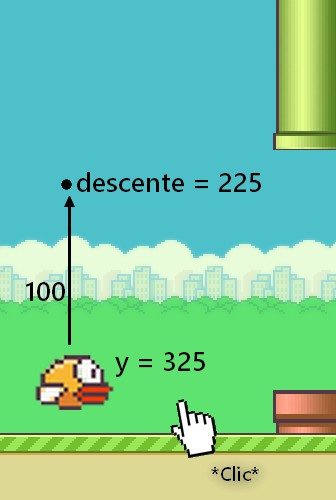 descente = 225
100
y = 325
*Clic*